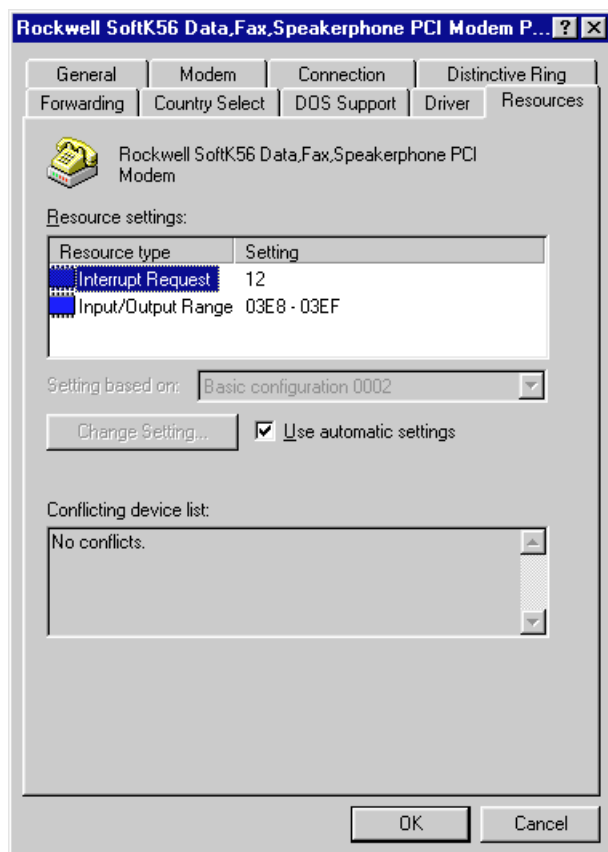 Rockwell SoftK56 Data,Fax,Speakerphone PCI Modem P...
General Modem Connection Distinctive Ring
Forwarding Country Select DOS Support Driver Resources
Rockwell SoftK56 Data,Fax,Speakerphone PCI
Modem
Resource settings:
Resource type Setting
Interrupt Request 12
Input/Output Range 03E8 - 03EF
Setting based on: Basic configuration 0002
Change Setting... Use automatic settings
Conflicting device list:
No conflicts.
OK Cancel